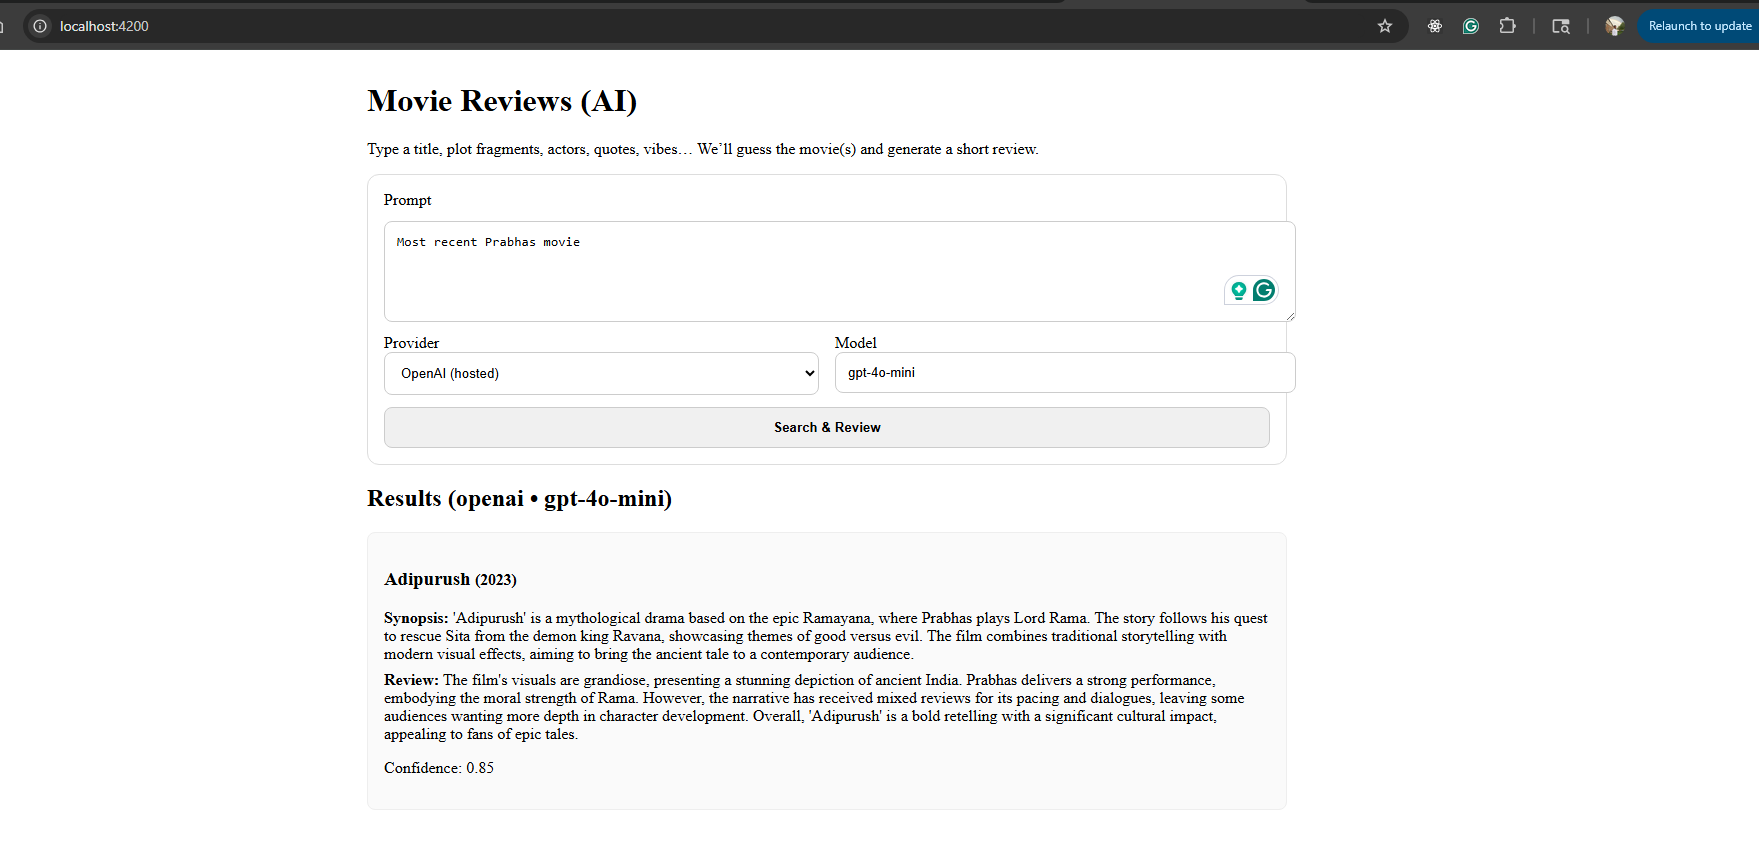 localhost:4200
Relaunch to update
Movie Reviews (AI)
Type a title, plot fragments, actors, quotes, vibes… We’ll guess the movie(s) and generate a short review.
Prompt
Most recent Prabhas movie
Provider
Model
OpenAI (hosted)
gpt-4o-mini
Search & Review
Results (openai • gpt-4o-mini)
Adipurush (2023)
Synopsis: 'Adipurush' is a mythological drama based on the epic Ramayana, where Prabhas plays Lord Rama. The story follows his quest
to rescue Sita from the demon king Ravana, showcasing themes of good versus evil. The film combines traditional storytelling with
modern visual effects, aiming to bring the ancient tale to a contemporary audience.
Review: The film's visuals are grandiose, presenting a stunning depiction of ancient India. Prabhas delivers a strong performance,
embodying the moral strength of Rama. However, the narrative has received mixed reviews for its pacing and dialogues, leaving some
audiences wanting more depth in character development. Overall, 'Adipurush' is a bold retelling with a significant cultural impact,
appealing to fans of epic tales.
Confidence: 0.85